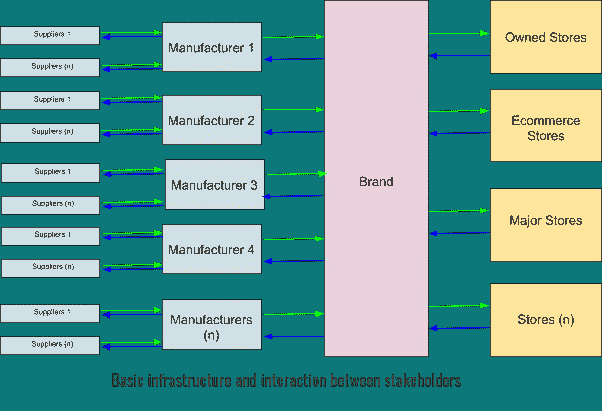 Suppliers 1
Suppliers (n)
Manufacturer 1
Suppliers 1
Suppliers (n)
Manufacturer 2
Suppliers 1
Suppliers (n)
Manufacturer 3
Suppliers 1
Suppliers (n)
Manufacturer 4
Suppliers 1
Suppliers (n)
Manufacturers
(n)
Brand
Owned Stores
Ecommerce
Stores
Major Stores
Stores (n)
Basic infrastructure and interaction between stakeholders